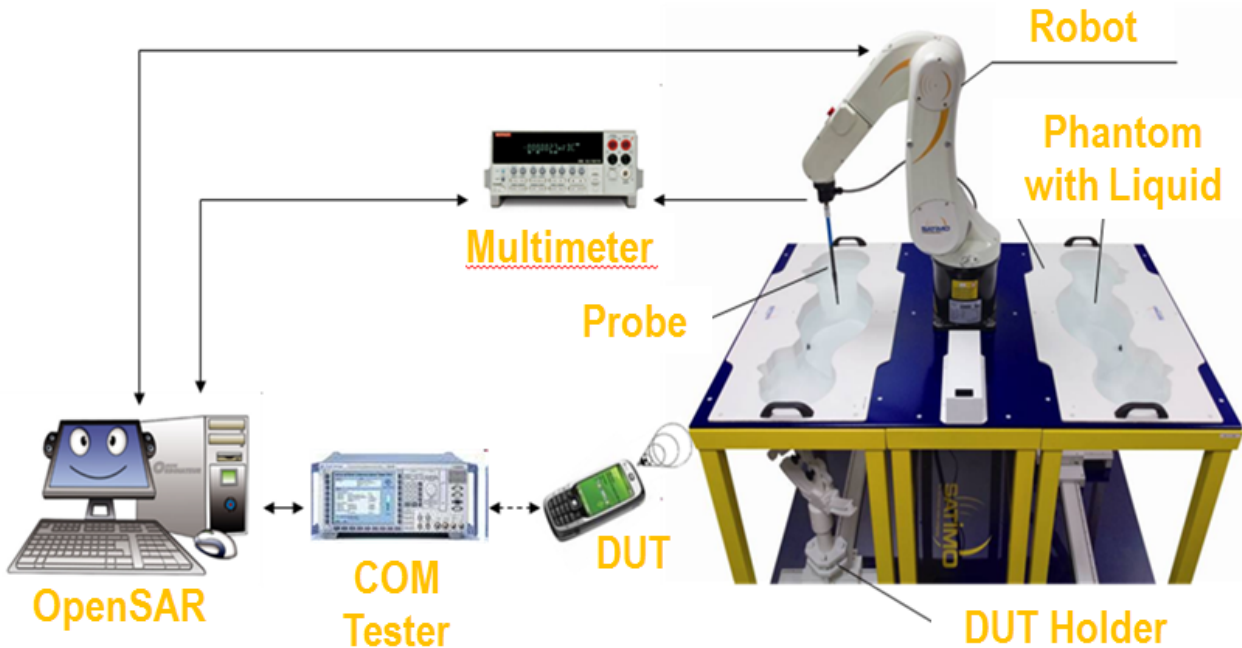 Robot
Phantom
with Liquid
Multimeter
Probe
SATIMO
SATIMO
OpenSAR
COM
Tester
DUT
DUT Holder